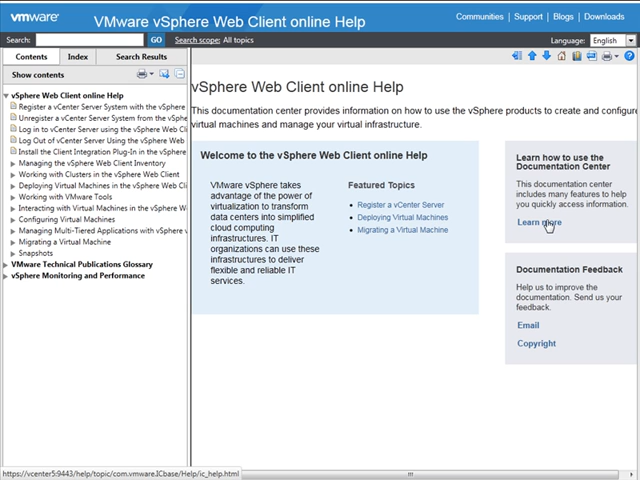 vmware
VMware vSphere Web Client online Help
Communities | Support | Blogs | Downloads
Search: GO Search scope: All topics Language: English
Contents Index Search Results
Show contents
vSphere Web Client online Help
Register a vCenter Server System with the vSphere
Unregister a vCenter Server System from the vSphe
Log in to vCenter Server using the vSphere Web Cli
Log Out of vCenter Server Using the vSphere Web
Install the Client Integration Plug-In in the vSphere
Managing the vSphere Web Client Inventory
Working with Clusters in the vSphere Web Client
Deploying Virtual Machines in the vSphere Web Cli
Working with VMware Tools
Interacting with Virtual Machines in the vSphere W
Configuring Virtual Machines
Managing Multi-Tiered Applications with vSphere v
Migrating a Virtual Machine
Snapshots
VMware Technical Publications Glossary
vSphere Monitoring and Performance
vSphere Web Client online Help
This documentation center provides information on how to use the vSphere products to create and configure
virtual machines and manage your virtual infrastructure.
Welcome to the vSphere Web Client online Help
VMware vSphere takes
advantage of the power of
virtualization to transform
data centers into simplified
cloud computing
infrastructures. IT
organizations can use these
infrastructures to deliver
flexible and reliable IT
services.
Featured Topics
Register a vCenter Server
Deploying Virtual Machines
Migrating a Virtual Machine
Learn how to use the
Documentation Center
This documentation center
includes many features to help
you quickly access information.
Learn more
Documentation Feedback
Help us to improve the
documentation. Send us your
feedback.
Email
Copyright
https://vcenter5:9443/help/topic/com.vmware.ICbase/Help/ic_help.html